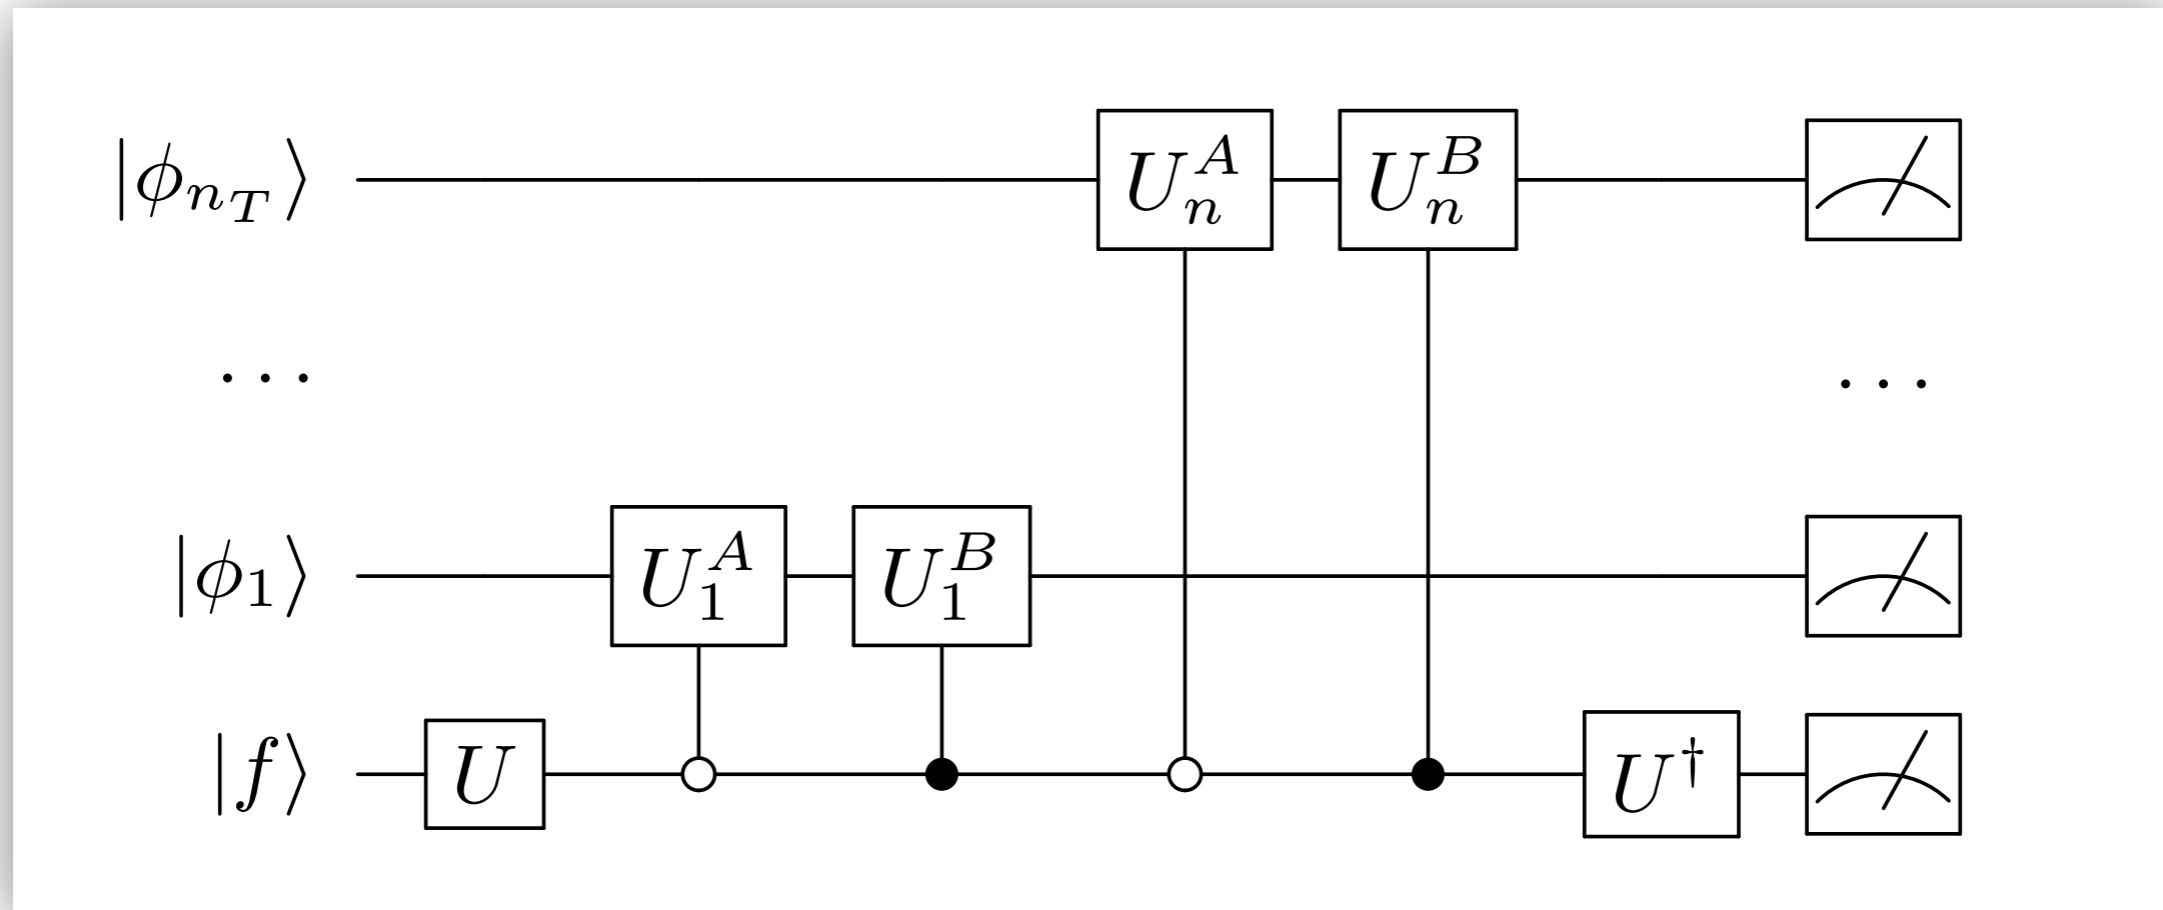 |ϕ_{n_T}⟩ U_n^A U_n^B
... ...
|ϕ_1⟩ U_1^A U_1^B
|f⟩ U U^†